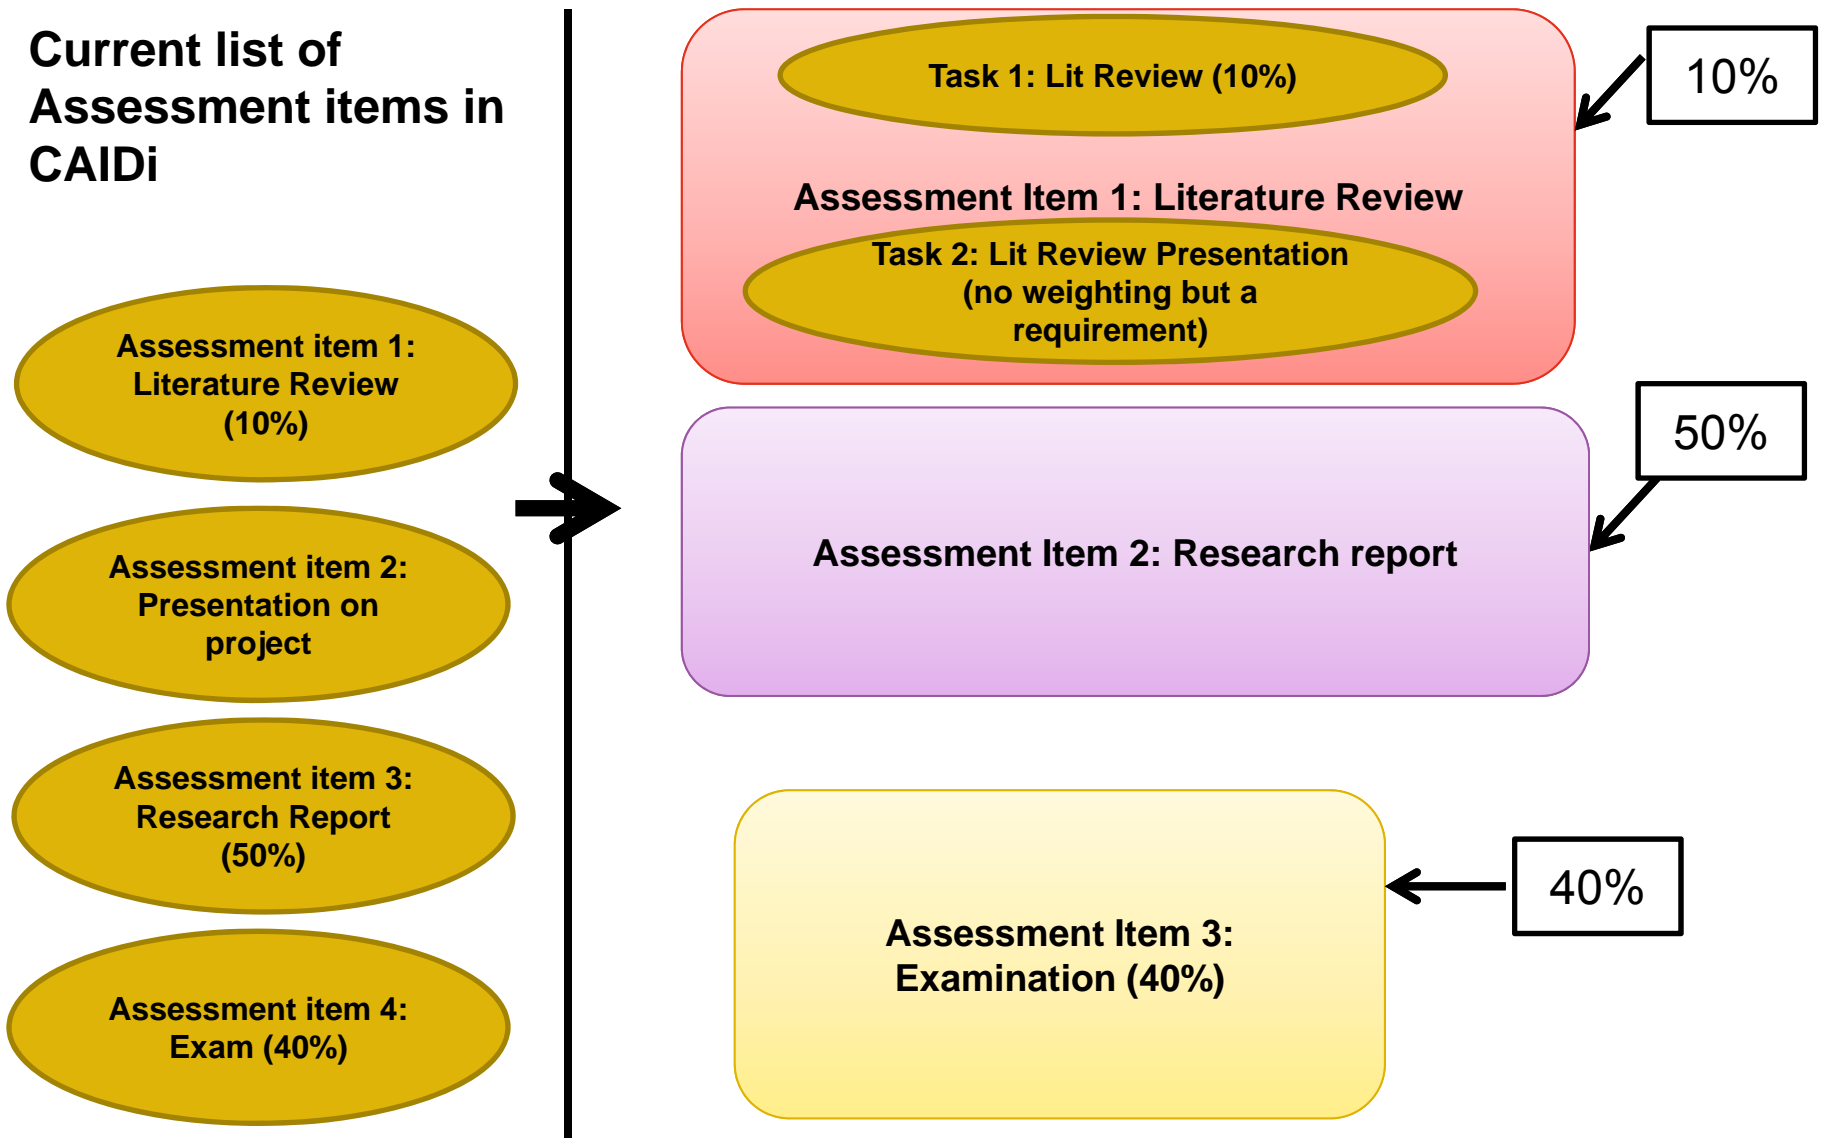 Current list of
Assessment items in
CAIDi
Assessment item 1:
Literature Review
(10%)
Assessment item 2:
Presentation on
project
Assessment item 3:
Research Report
(50%)
Assessment item 4:
Exam (40%)
Task 1: Lit Review (10%)
Assessment Item 1: Literature Review
Task 2: Lit Review Presentation
(no weighting but a
requirement)
10%
Assessment Item 2: Research report
50%
Assessment Item 3:
Examination (40%)
40%